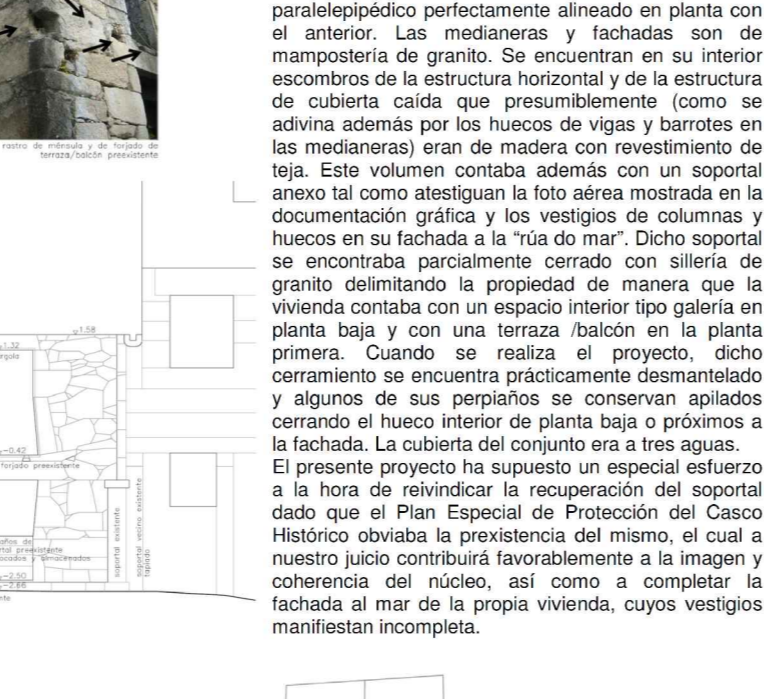 rastro de ménsula y de forjado de
terraza/balcón preexistente
1.58
1.32
-0.42
forjado preexistente
-2.50
-2.66
soportal existente
soportal vecino existente
tapiado
paralelepipédico perfectamente alineado en planta con
el anterior. Las medianeras y fachadas son de
mampostería de granito. Se encuentran en su interior
escombros de la estructura horizontal y de la estructura
de cubierta caída que presumiblemente (como se
adivina además por los huecos de vigas y barrotes en
las medianeras) eran de madera con revestimiento de
teja. Este volumen contaba además con un soportal
anexo tal como atestiguan la foto aérea mostrada en la
documentación gráfica y los vestigios de columnas y
huecos en su fachada a la “rúa do mar”. Dicho soportal
se encontraba parcialmente cerrado con sillería de
granito delimitando la propiedad de manera que la
vivienda contaba con un espacio interior tipo galería en
planta baja y con una terraza /balcón en la planta
primera. Cuando se realiza el proyecto, dicho
cerramiento se encuentra prácticamente desmantelado
y algunos de sus perpiaños se conservan apilados
cerrando el hueco interior de planta baja o próximos a
la fachada. La cubierta del conjunto era a tres aguas.
El presente proyecto ha supuesto un especial esfuerzo
a la hora de reivindicar la recuperación del soportal
dado que el Plan Especial de Protección del Casco
Histórico obviaba la prexistencia del mismo, el cual a
nuestro juicio contribuirá favorablemente a la imagen y
coherencia del núcleo, así como a completar la
fachada al mar de la propia vivienda, cuyos vestigios
manifiestan incompleta.